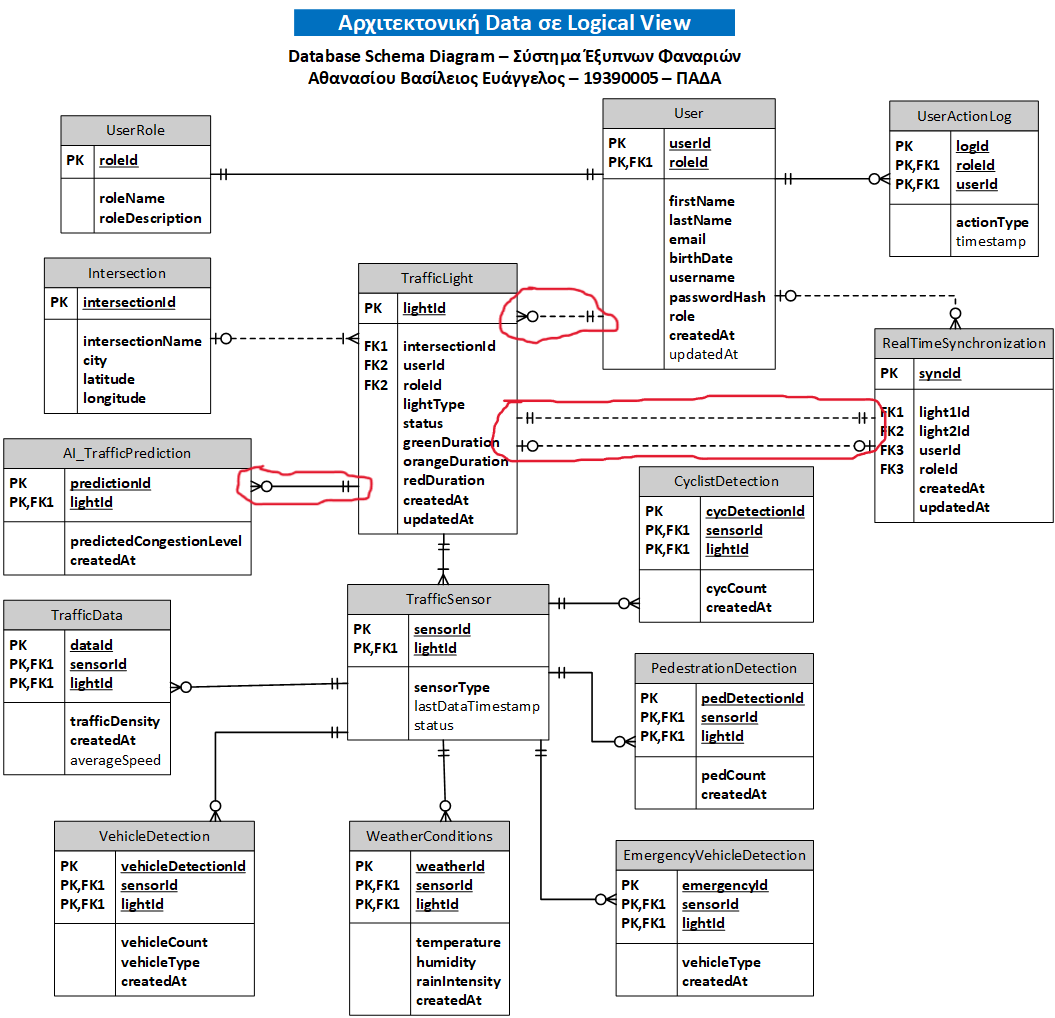 Αρχιτεκτονική Data σε Logical View
Database Schema Diagram – Σύστημα Έξυπνων Φαναριών
Αθανασίου Βασίλειος Ευάγγελος – 19390005 – ΠΑΔΑ
UserRole
PK roleId
roleName
roleDescription
User
PK userId
PK,FK1 roleId
firstName
lastName
email
birthDate
username
passwordHash
role
createdAt
updatedAt
UserActionLog
PK logId
PK,FK1 roleId
PK,FK1 userId
actionType
timestamp
Intersection
PK intersectionId
intersectionName
city
latitude
longitude
TrafficLight
PK lightId
FK1 intersectionId
FK2 userId
FK2 roleId
lightType
status
greenDuration
orangeDuration
redDuration
createdAt
updatedAt
RealTimeSynchronization
PK syncId
FK1 light1Id
FK2 light2Id
FK3 userId
FK3 roleId
createdAt
updatedAt
AI_TrafficPrediction
PK predictionId
PK,FK1 lightId
predictedCongestionLevel
createdAt
CyclistDetection
PK cycDetectionId
PK,FK1 sensorId
PK,FK1 lightId
cycCount
createdAt
TrafficData
PK dataId
PK,FK1 sensorId
PK,FK1 lightId
trafficDensity
createdAt
averageSpeed
TrafficSensor
PK sensorId
PK,FK1 lightId
sensorType
lastDataTimestamp
status
PedestrationDetection
PK pedDetectionId
PK,FK1 sensorId
PK,FK1 lightId
pedCount
createdAt
VehicleDetection
PK vehicleDetectionId
PK,FK1 sensorId
PK,FK1 lightId
vehicleCount
vehicleType
createdAt
WeatherConditions
PK weatherId
PK,FK1 sensorId
PK,FK1 lightId
temperature
humidity
rainIntensity
createdAt
EmergencyVehicleDetection
PK emergencyId
PK,FK1 sensorId
PK,FK1 lightId
vehicleType
createdAt